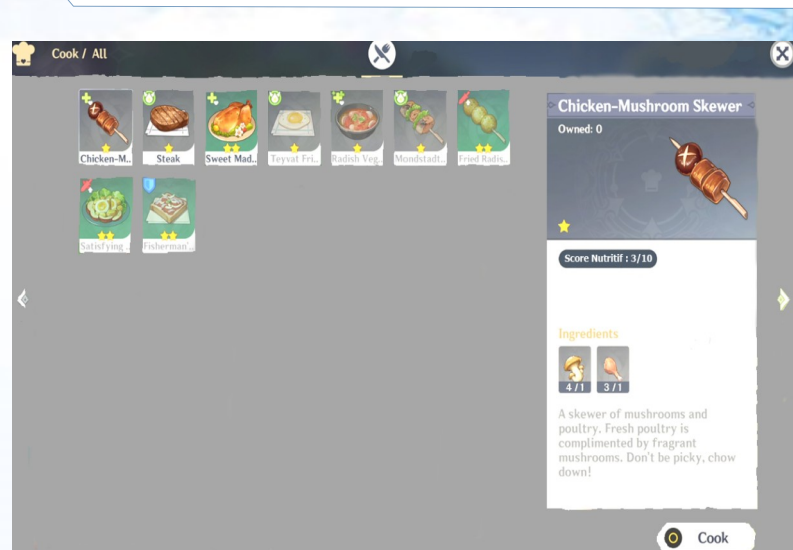 Cook / All
Chicken-M..
Steak
Sweet Mad..
Teyvat Fri..
Radish Veg..
Mondstadt..
Fried Radis..
Satisfying ..
Fisherman'..
Chicken-Mushroom Skewer
Owned: 0
Score Nutritif : 3/10
Ingredients
4 / 1
3 / 1
A skewer of mushrooms and
poultry. Fresh poultry is
complimented by fragrant
mushrooms. Don't be picky, chow
down!
Cook